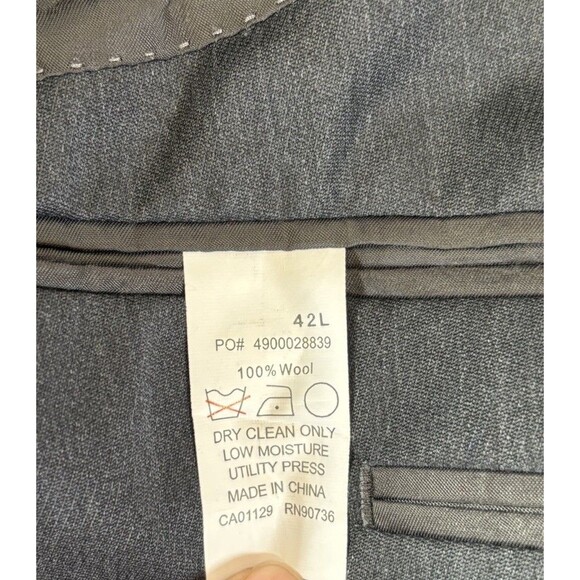 42L
PO# 4900028839
100% Wool
DRY CLEAN ONLY
LOW MOISTURE
UTILITY PRESS
MADE IN CHINA
CA01129 RN90736